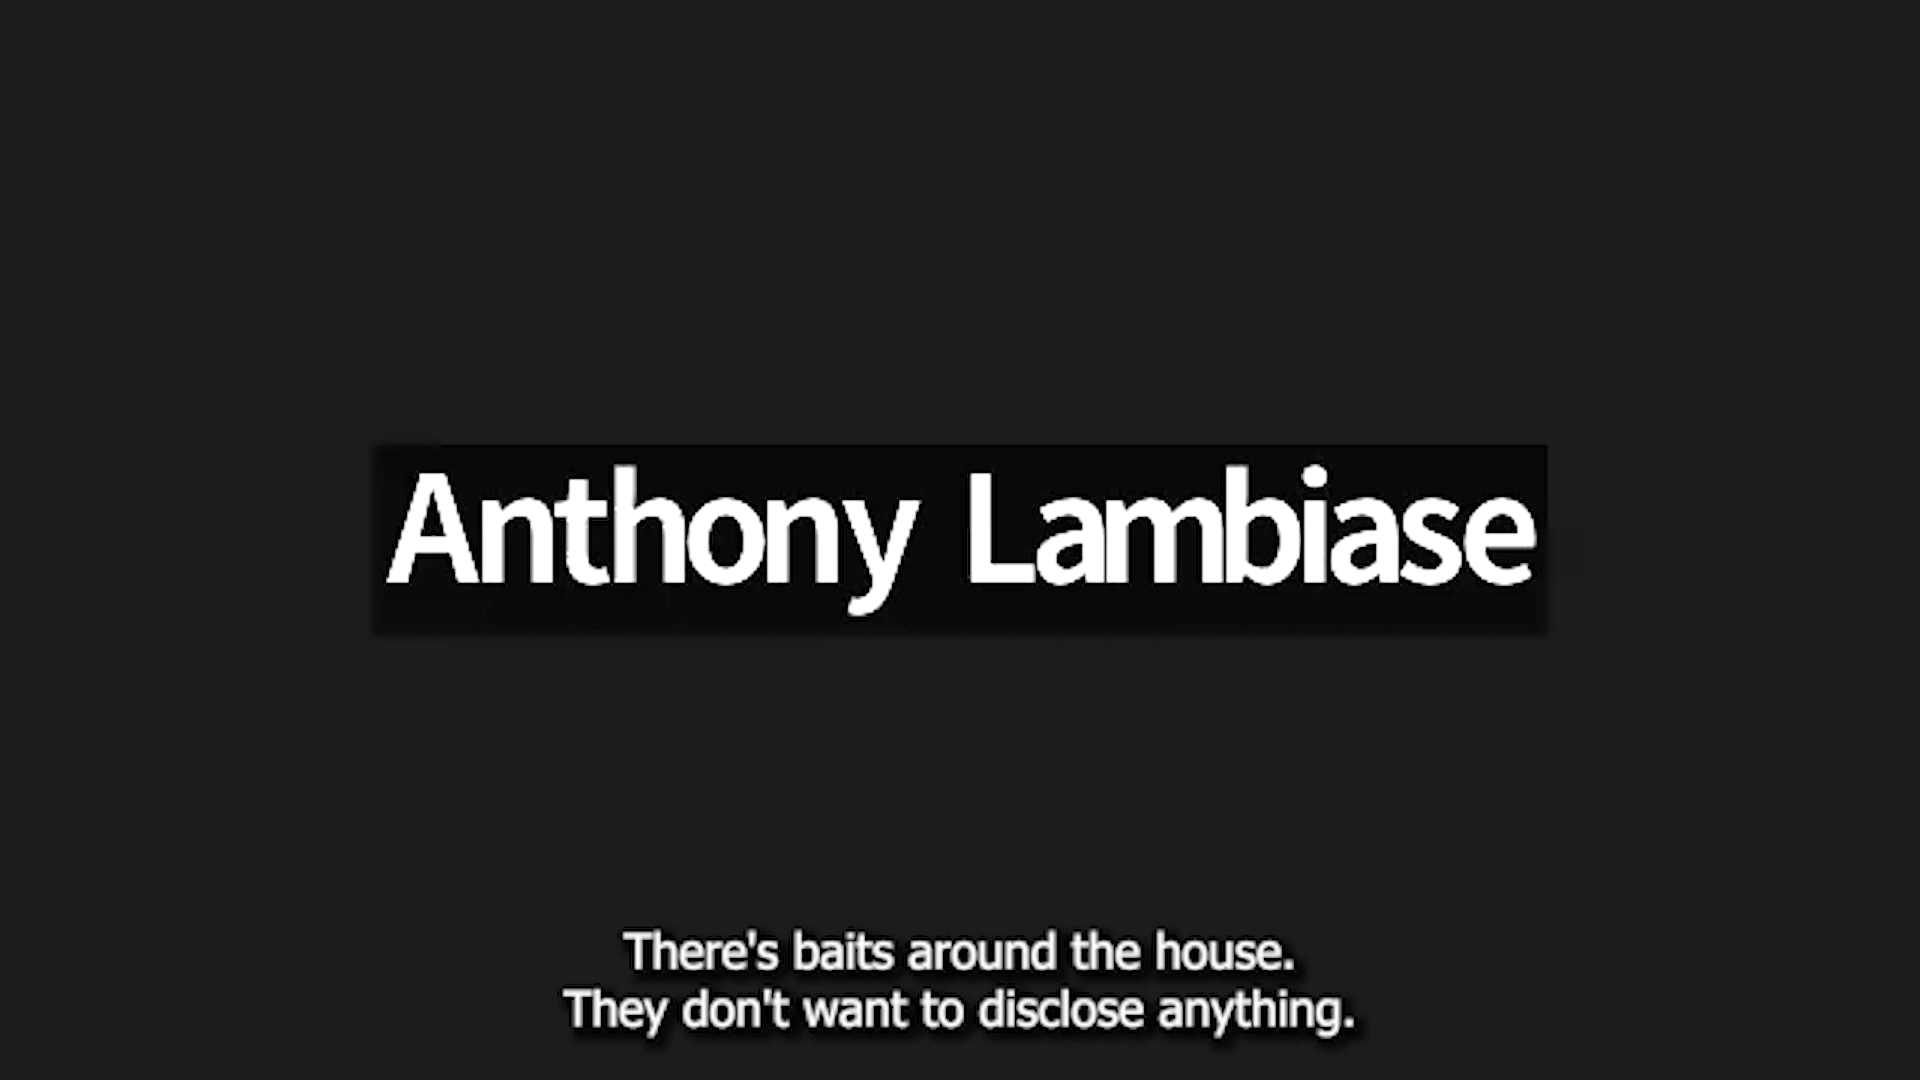 Anthony Lambiase
There's baits around the house.
They don't want to disclose anything.